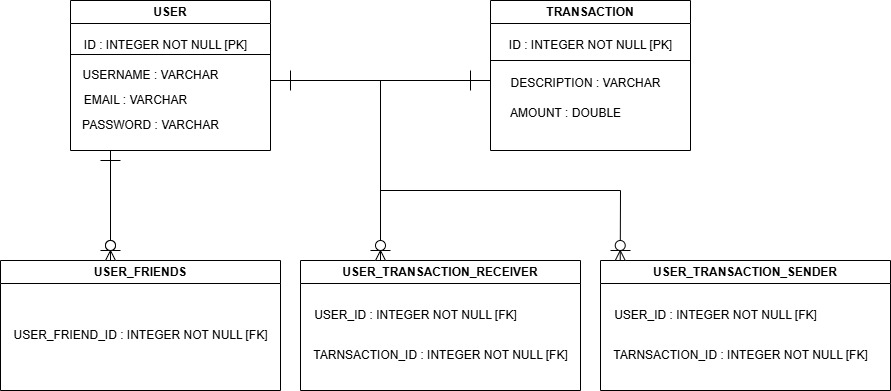 USER
ID : INTEGER NOT NULL [PK]
USERNAME : VARCHAR
EMAIL : VARCHAR
PASSWORD : VARCHAR
TRANSACTION
ID : INTEGER NOT NULL [PK]
DESCRIPTION : VARCHAR
AMOUNT : DOUBLE
USER_FRIENDS
USER_FRIEND_ID : INTEGER NOT NULL [FK]
USER_TRANSACTION_RECEIVER
USER_ID : INTEGER NOT NULL [FK]
TARNSACTION_ID : INTEGER NOT NULL [FK]
USER_TRANSACTION_SENDER
USER_ID : INTEGER NOT NULL [FK]
TARNSACTION_ID : INTEGER NOT NULL [FK]